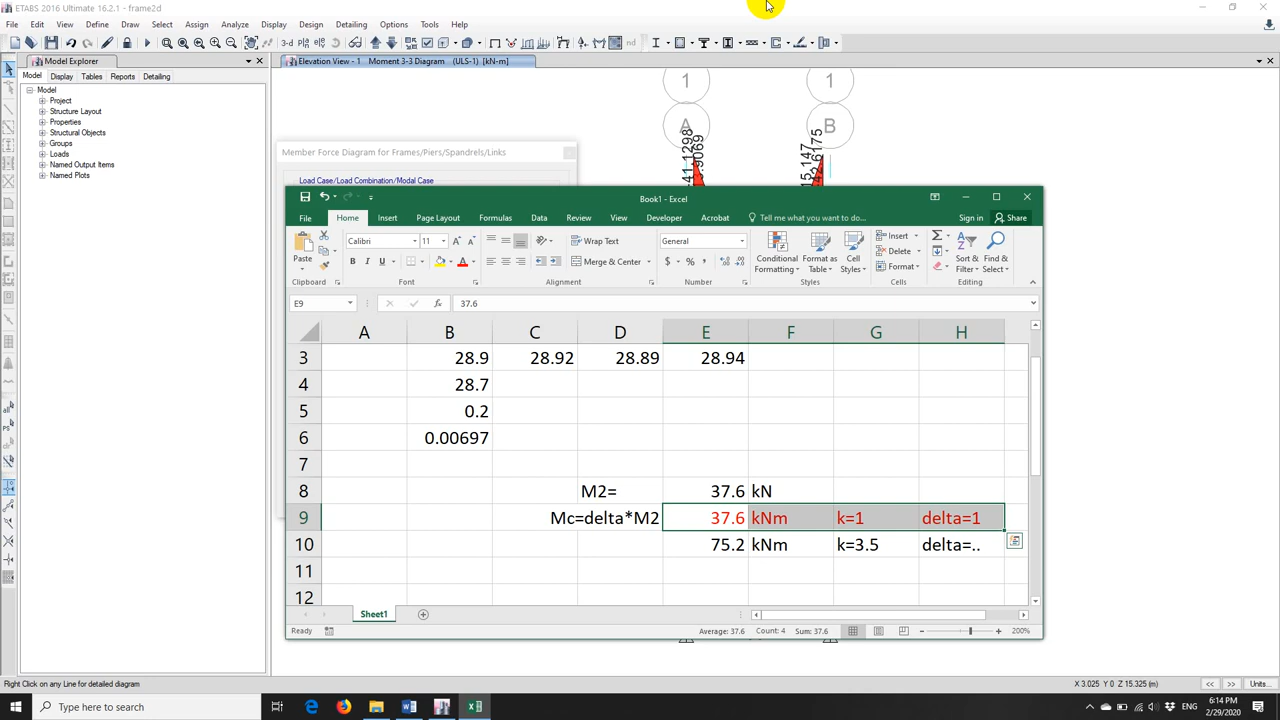 ETABS 2016 Ultimate 16.2.1 - frame2d
File Edit View Define Draw Select Assign Analyze Display Design Detailing Options Tools Help
3-d
nd
Model Explorer
Elevation View - 1 Moment 3-3 Diagram (ULS-1) [kN-m]
Model Display Tables Reports Detailing
Model
Project
Structure Layout
Properties
Structural Objects
Groups
Loads
Named Output Items
Named Plots
1 1
A B
15.147
Member Force Diagram for Frames/Piers/Spandrels/Links
Load Case/Load Combination/Modal Case
Book1 - Excel
File Home Insert Page Layout Formulas Data Review View Developer Acrobat Tell me what you want to do... Sign in Share
Paste
Calibri 11
B I U
Wrap Text
Merge & Center
General
$ % ,
Conditional Formatting
Format as Table
Cell Styles
Insert
Delete
Format
Sort & Filter
Find & Select
Clipboard Font Alignment Number Styles Cells Editing
E9 fx 37.6
A B C D E F G H
3 28.9 28.92 28.89 28.94
4 28.7
5 0.2
6 0.00697
7
8 M2= 37.6 kN
9 Mc=delta*M2 37.6 kNm k=1 delta=1
10 75.2 kNm k=3.5 delta=..
11
12
Sheet1
Ready Average: 37.6 Count: 4 Sum: 37.6 200%
Right Click on any Line for detailed diagram X 3.025 Y 0 Z 15.325 (m) << >> Units...
Type here to search
ENG
6:14 PM
2/29/2020